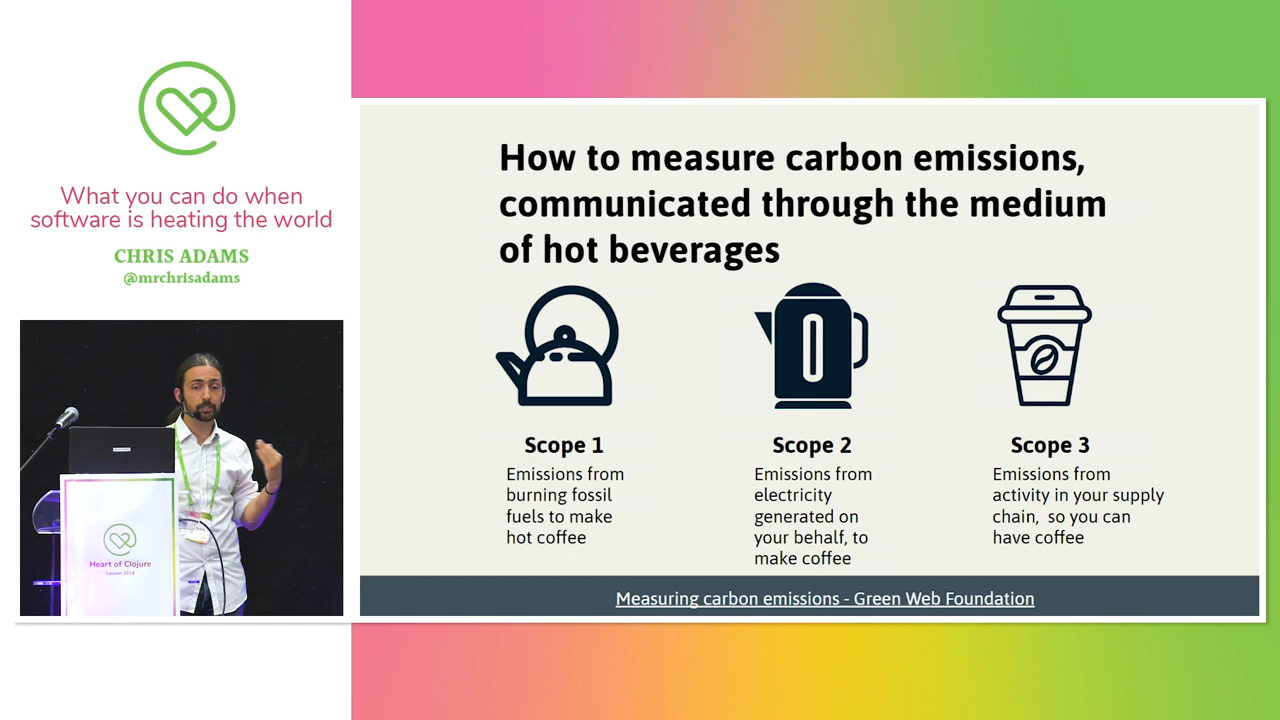 What you can do when
software is heating the world
CHRIS ADAMS
@mrchrisadams
Heart of Clojure
Leuven 2019
How to measure carbon emissions,
communicated through the medium
of hot beverages
Scope 1
Emissions from
burning fossil
fuels to make
hot coffee
Scope 2
Emissions from
electricity
generated on
your behalf, to
make coffee
Scope 3
Emissions from
activity in your supply
chain, so you can
have coffee
Measuring carbon emissions - Green Web Foundation